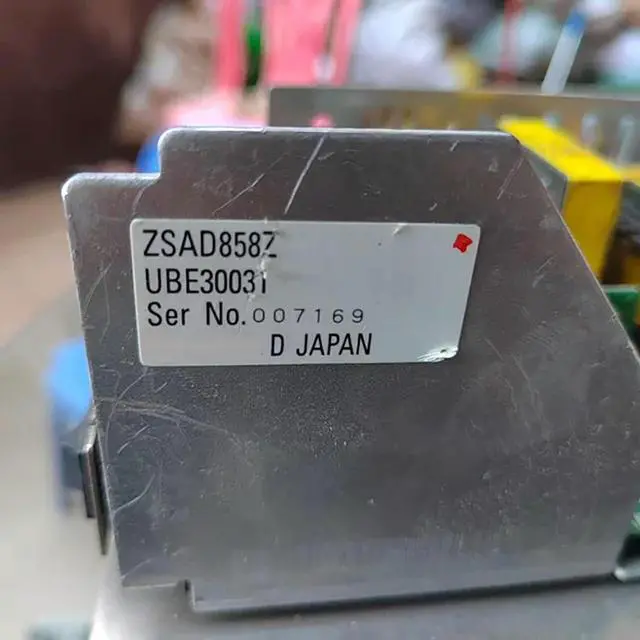 ZSAD858Z
UBE30031
Ser No. 007169
D JAPAN